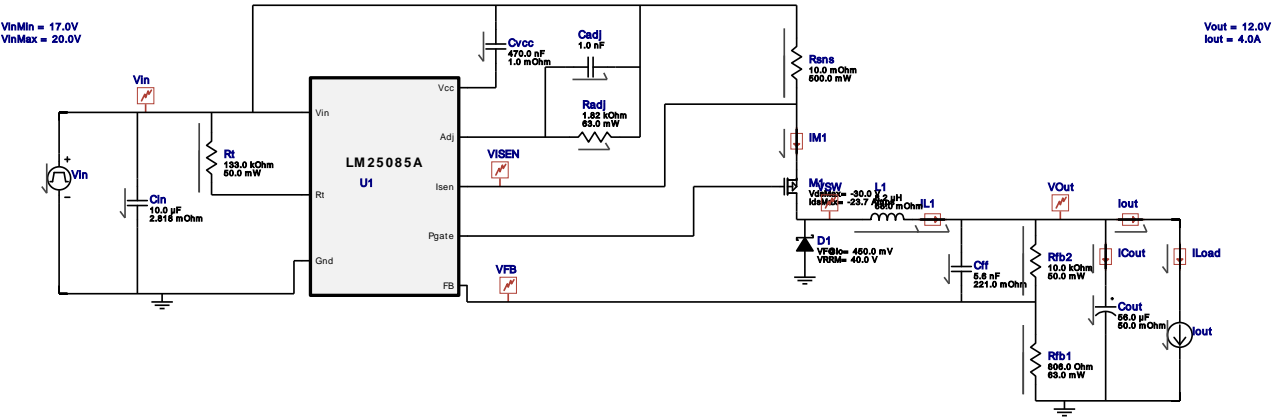 VinMin = 17.0V
VinMax = 20.0V
Vout = 12.0V
Iout = 4.0A
Cvcc
470.0 nF
1.0 mOhm
Cadj
1.0 nF
Rsns
10.0 mOhm
500.0 mW
Vin
Vcc
Vin
Radj
1.82 kOhm
63.0 mW
Adj
IM1
LM25085A
U1
VISEN
Rt
133.0 kOhm
50.0 mW
Vin
+
−
Isen
M1
VdsMax= -30.0 V
IdsMax= -23.7 Amps
VSW
L1
8.2 µH
Rt
Cin
10.0 µF
2.816 mOhm
IL1
VOut
Iout
Pgate
D1
VF@Io= 450.0 mV
VRRM= 40.0 V
Gnd
VFB
FB
Cff
5.6 nF
221.0 mOhm
Rfb2
10.0 kOhm
50.0 mW
ICout
ILoad
Cout
56.0 µF
50.0 mOhm
Iout
Rfb1
806.0 Ohm
63.0 mW